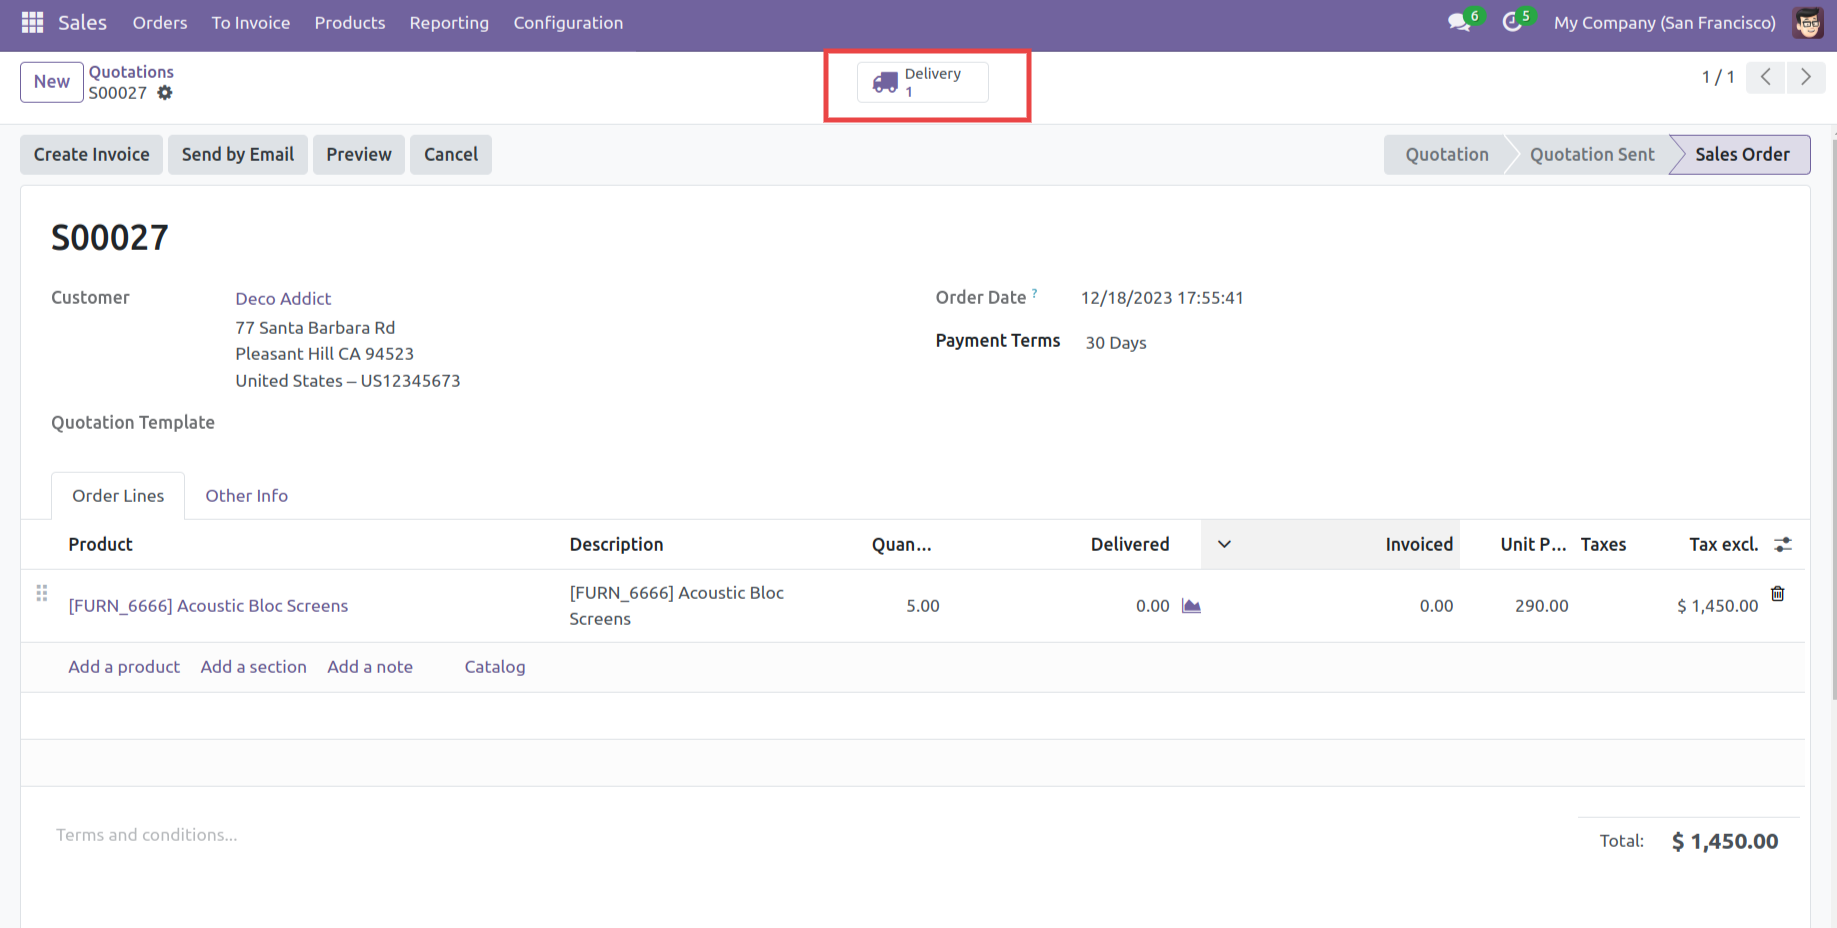 Sales Orders To Invoice Products Reporting Configuration 6 5 My Company (San Francisco)
New Quotations Delivery 1 / 1
S00027 1
Create Invoice Send by Email Preview Cancel Quotation Quotation Sent Sales Order
S00027
Customer Deco Addict Order Date ? 12/18/2023 17:55:41
77 Santa Barbara Rd
Pleasant Hill CA 94523 Payment Terms 30 Days
United States – US12345673
Quotation Template
Order Lines Other Info
Product Description Quan... Delivered Invoiced Unit P... Taxes Tax excl.
[FURN_6666] Acoustic Bloc Screens [FURN_6666] Acoustic Bloc 5.00 0.00 0.00 290.00 $ 1,450.00
Screens
Add a product Add a section Add a note Catalog
Terms and conditions... Total: $ 1,450.00